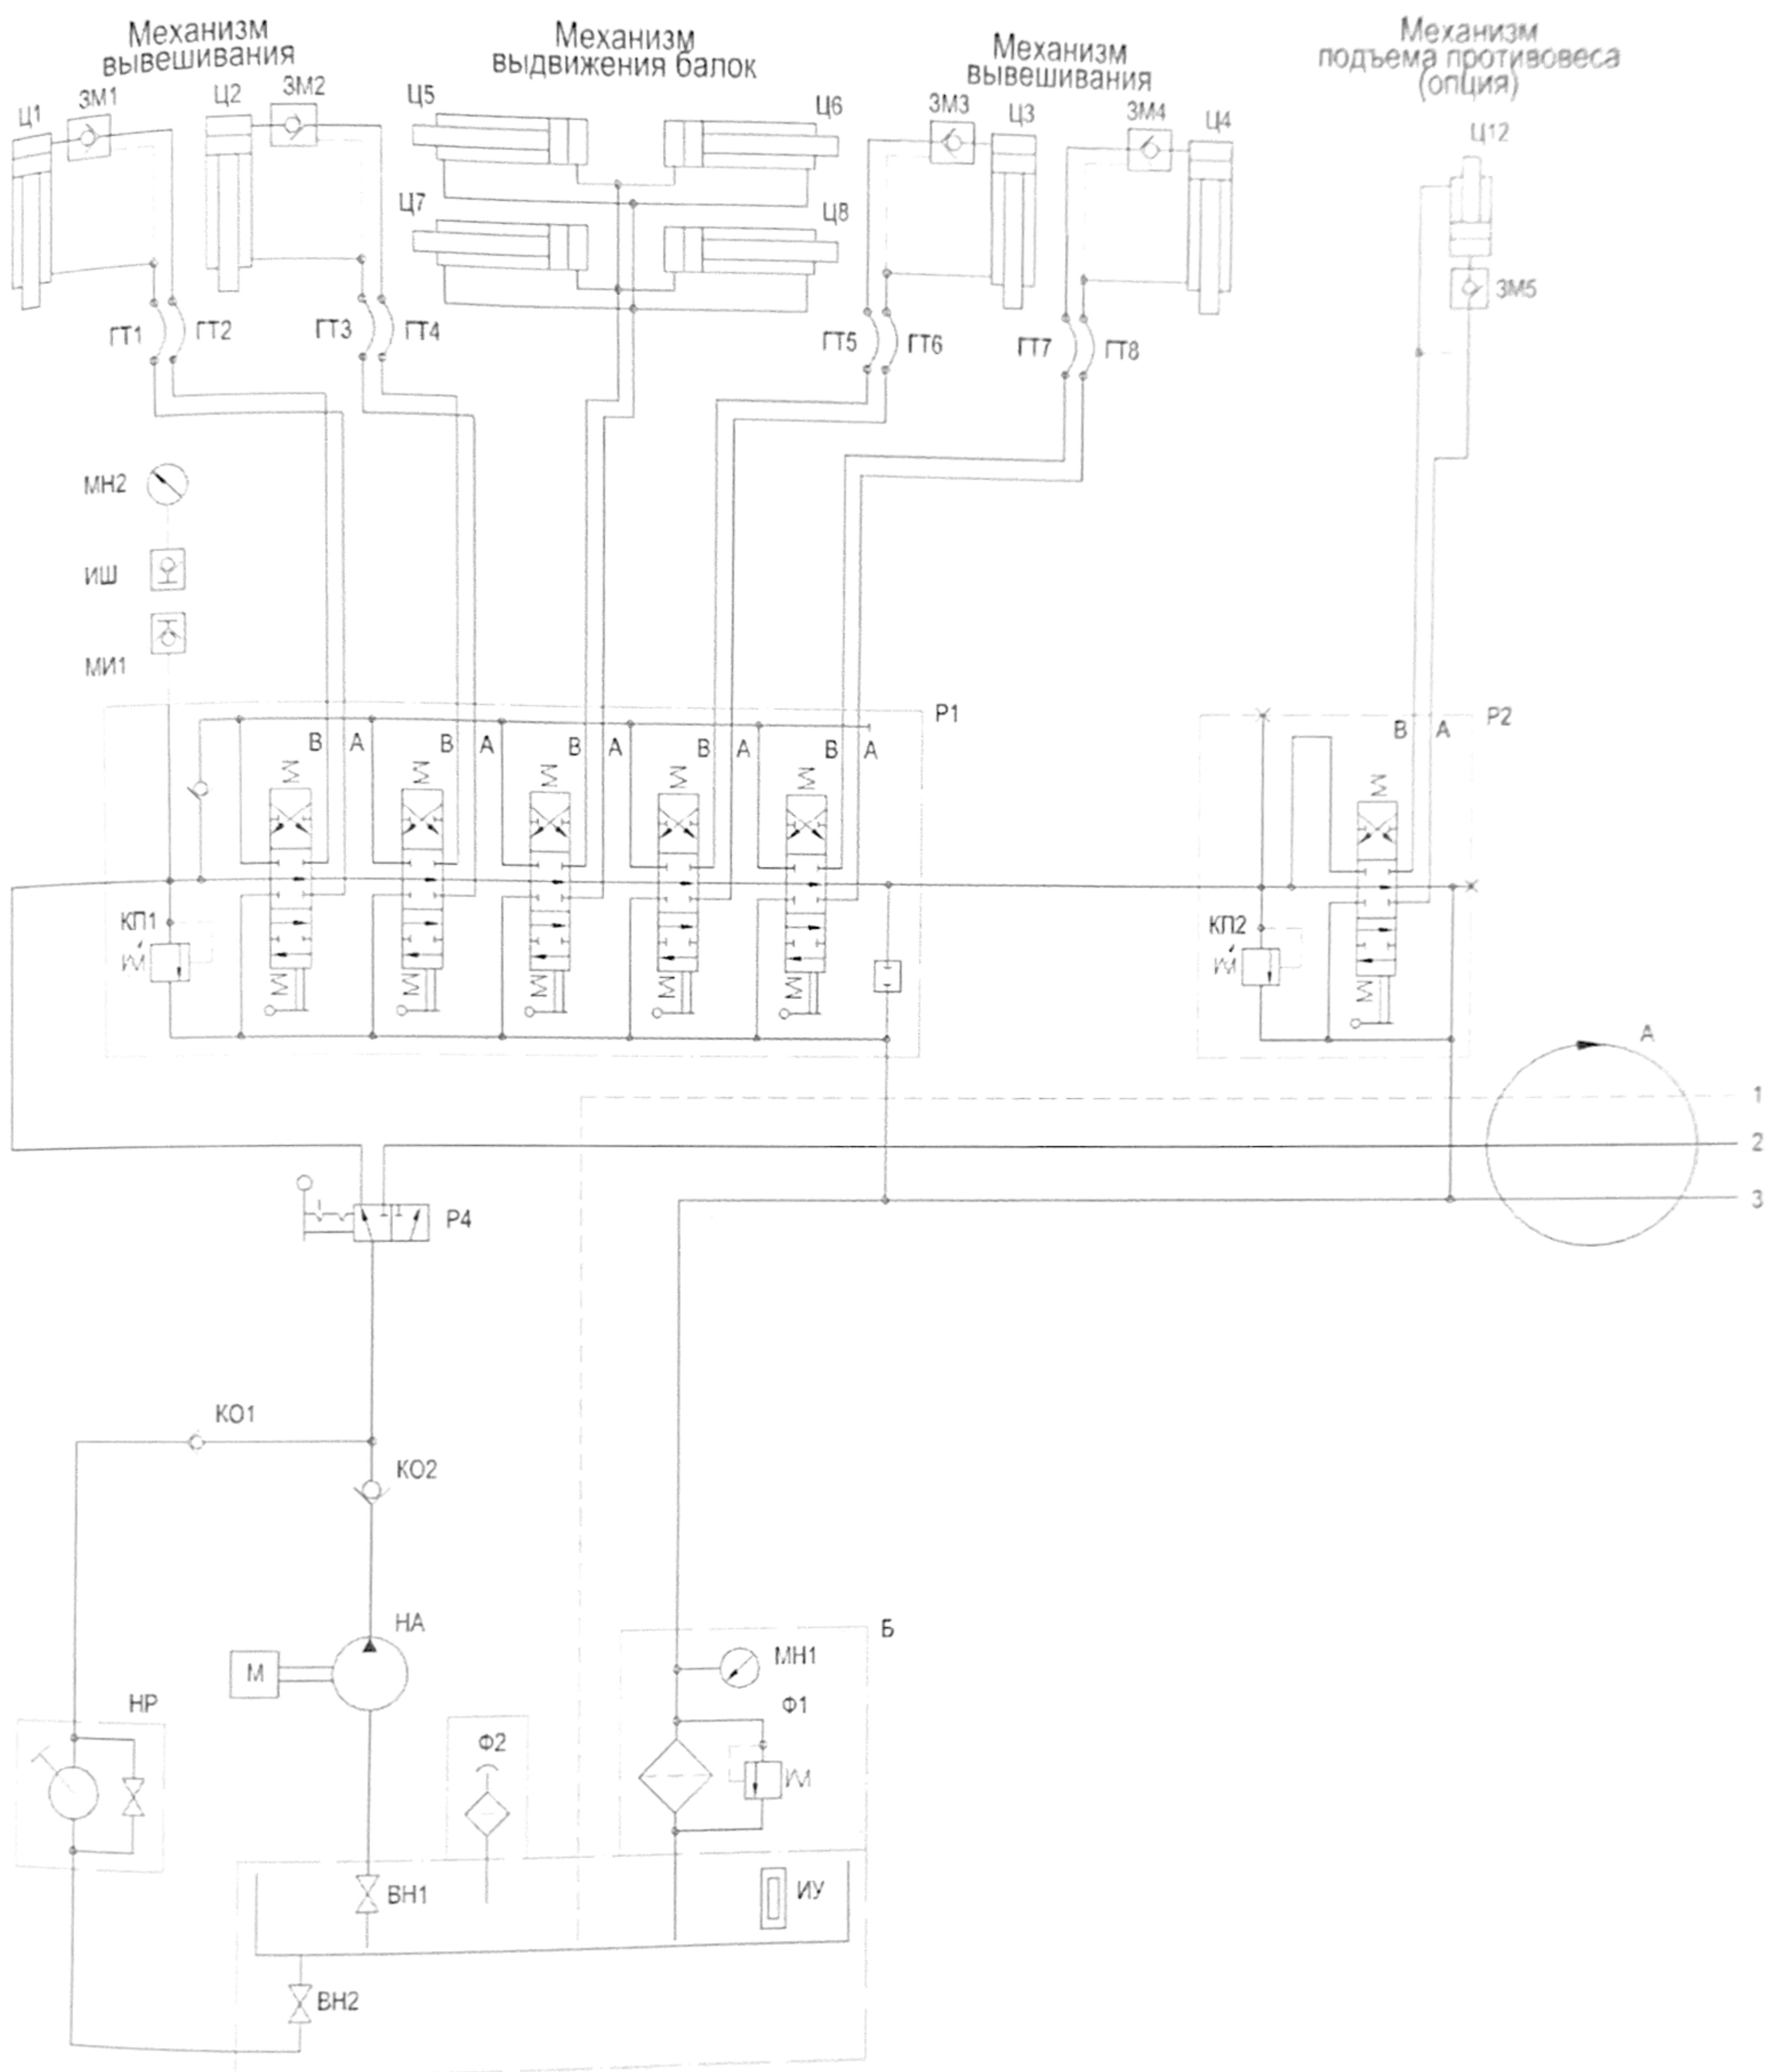 Механизм
вывешивания
Механизм
выдвижения балок
Механизм
вывешивания
Механизм
подъема противовеса
(опция)
Ц1
ЗМ1
Ц2
ЗМ2
Ц5
Ц6
ЗМ3
Ц3
ЗМ4
Ц4
Ц12
Ц7
Ц8
ЗМ5
ГТ1
ГТ2
ГТ3
ГТ4
ГТ5
ГТ6
ГТ7
ГТ8
МН2
ИШ
МИ1
Р1
Р2
В А В А В А В А В А
В А
КП1
КП2
А
1
2
3
Р4
КО1
КО2
НА
Б
М
МН1
НР
Ф1
Ф2
ВН1
ИУ
ВН2